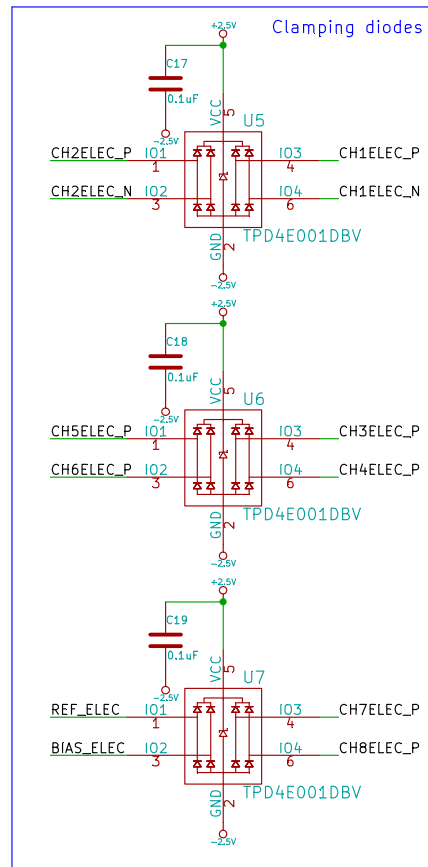 Clamping diodes
+2.5V
C17
0.1uF
-2.5V
VCC
5
U5
CH2ELEC_P
IO1
1
IO3
4
CH1ELEC_P
CH2ELEC_N
IO2
3
IO4
6
CH1ELEC_N
GND
2
TPD4E001DBV
-2.5V
+2.5V
C18
0.1uF
-2.5V
VCC
5
U6
CH5ELEC_P
IO1
1
IO3
4
CH3ELEC_P
CH6ELEC_P
IO2
3
IO4
6
CH4ELEC_P
GND
2
TPD4E001DBV
-2.5V
+2.5V
C19
0.1uF
-2.5V
VCC
5
U7
REF_ELEC
IO1
1
IO3
4
CH7ELEC_P
BIAS_ELEC
IO2
3
IO4
6
CH8ELEC_P
GND
2
TPD4E001DBV
-2.5V